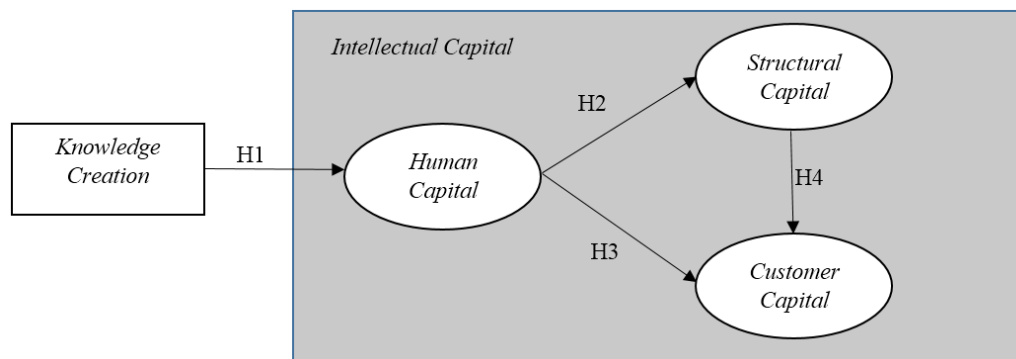 Intellectual Capital
Structural
Capital
H2
Knowledge
Creation
H1
Human
Capital
H4
H3
Customer
Capital